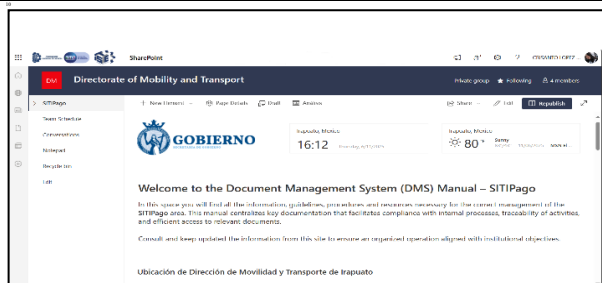 SharePoint
?
CRISANTO LOPEZ
DM
Directorate of Mobility and Transport
Private group
Following
4 members
SITIPago
+ New Element
Page Details
Draft
Analysis
Share
Edit
Republish
Team Schedule
Conversations
Notepad
Recycle bin
Edit
GOBIERNO
Irapuato, Mexico
16:12
Irapuato, Mexico
80°
Sunny
Welcome to the Document Management System (DMS) Manual – SITIPago
In this space you will find all the information, guidelines, procedures and resources necessary for the correct management of the
SITIPago area. This manual centralizes key documentation that facilitates compliance with internal processes, traceability of activities,
and efficient access to relevant documents.
Consult and keep updated the information from this site to ensure an organized operation aligned with institutional objectives.
Ubicación de Dirección de Movilidad y Transporte de Irapuato